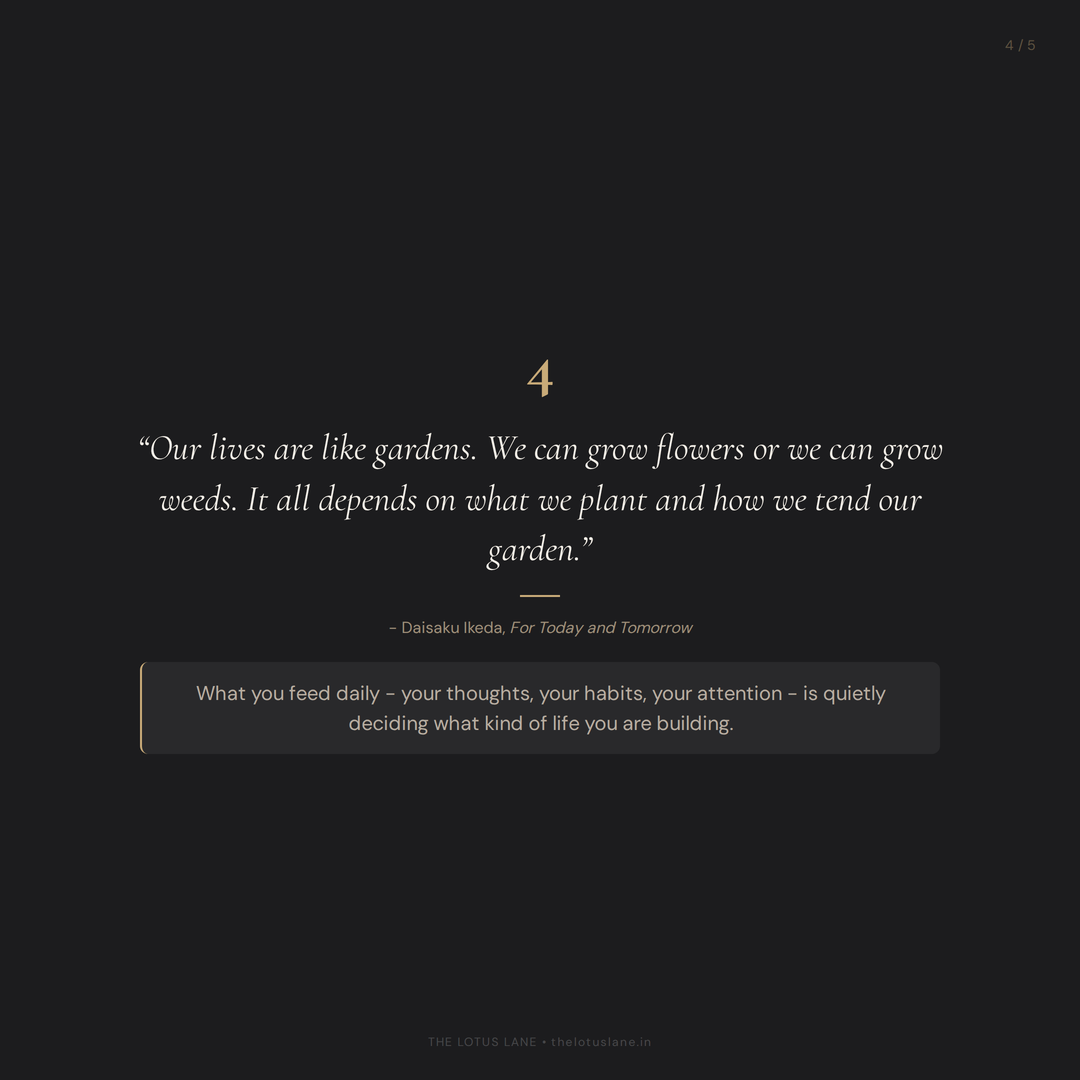 4 / 5
4
“Our lives are like gardens. We can grow flowers or we can grow
weeds. It all depends on what we plant and how we tend our
garden.”
– Daisaku Ikeda, For Today and Tomorrow
What you feed daily – your thoughts, your habits, your attention – is quietly
deciding what kind of life you are building.
THE LOTUS LANE • thelotuslane.in